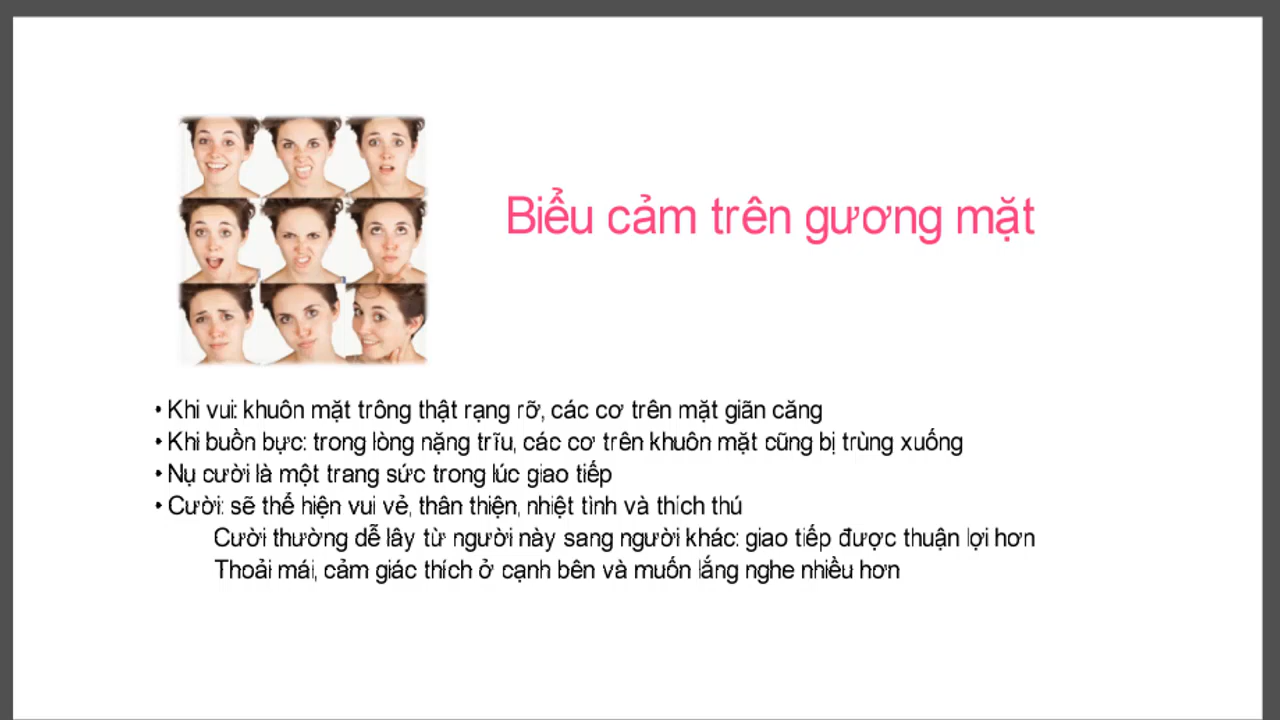 Biểu cảm trên gương mặt
• Khi vui: khuôn mặt trông thật rạng rỡ, các cơ trên mặt giãn căng
• Khi buồn bực: trong lòng nặng trĩu, các cơ trên khuôn mặt cũng bị trùng xuống
• Nụ cười là một trang sức trong lúc giao tiếp
• Cười: sẽ thể hiện vui vẻ, thân thiện, nhiệt tình và thích thú
Cười thường dễ lây từ người này sang người khác: giao tiếp được thuận lợi hơn
Thoải mái, cảm giác thích ở cạnh bên và muốn lắng nghe nhiều hơn